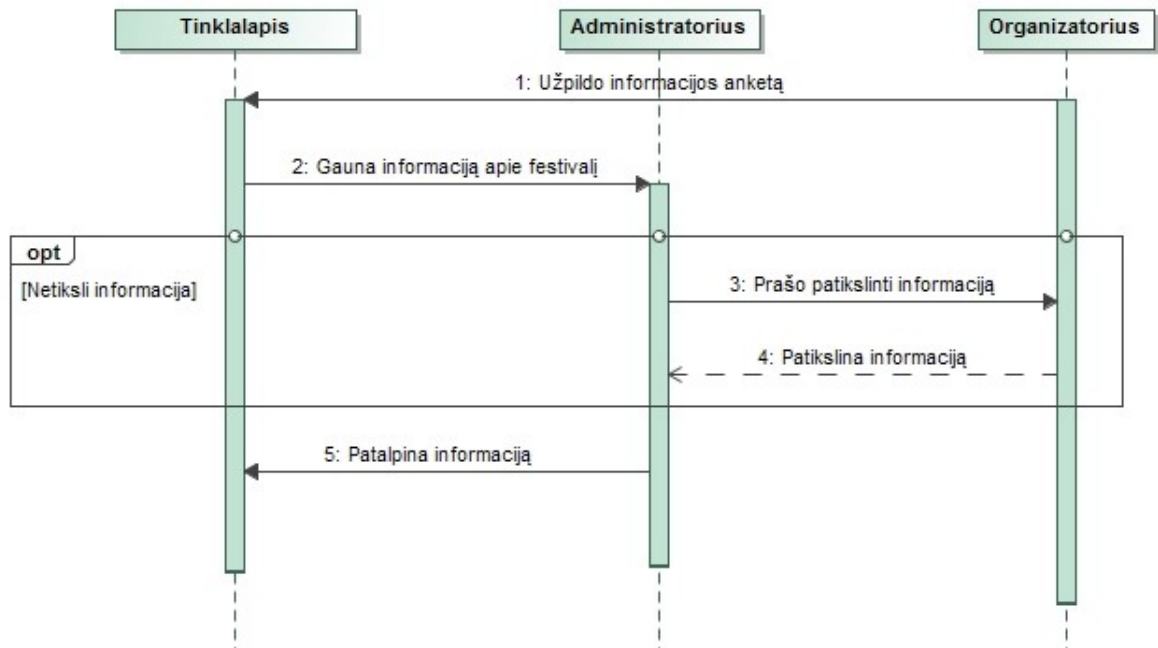 Tinklalapis
Administratorius
Organizatorius
1: Užpildo informacijos anketą
2: Gauna informaciją apie festivalį
opt
[Netiksli informacija]
3: Prašo patikslinti informaciją
4: Patikslina informaciją
5: Patalpina informaciją